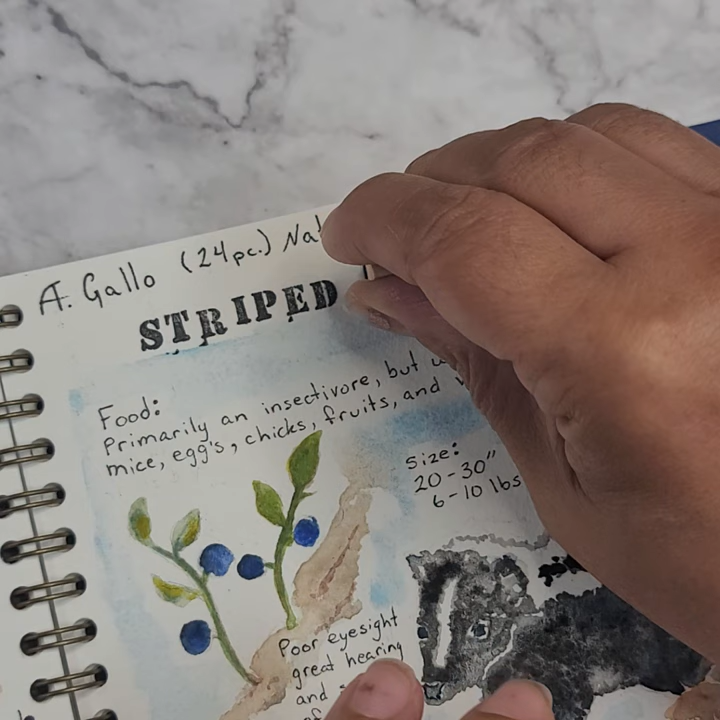 A. Gallo (24pc.) Nat
STRIPED
Food:
Primarily an insectivore, but
mice, egg's, chicks, fruits, and
Size:
20-30"
6-10 lbs
Poor eyesight
great hearing
and